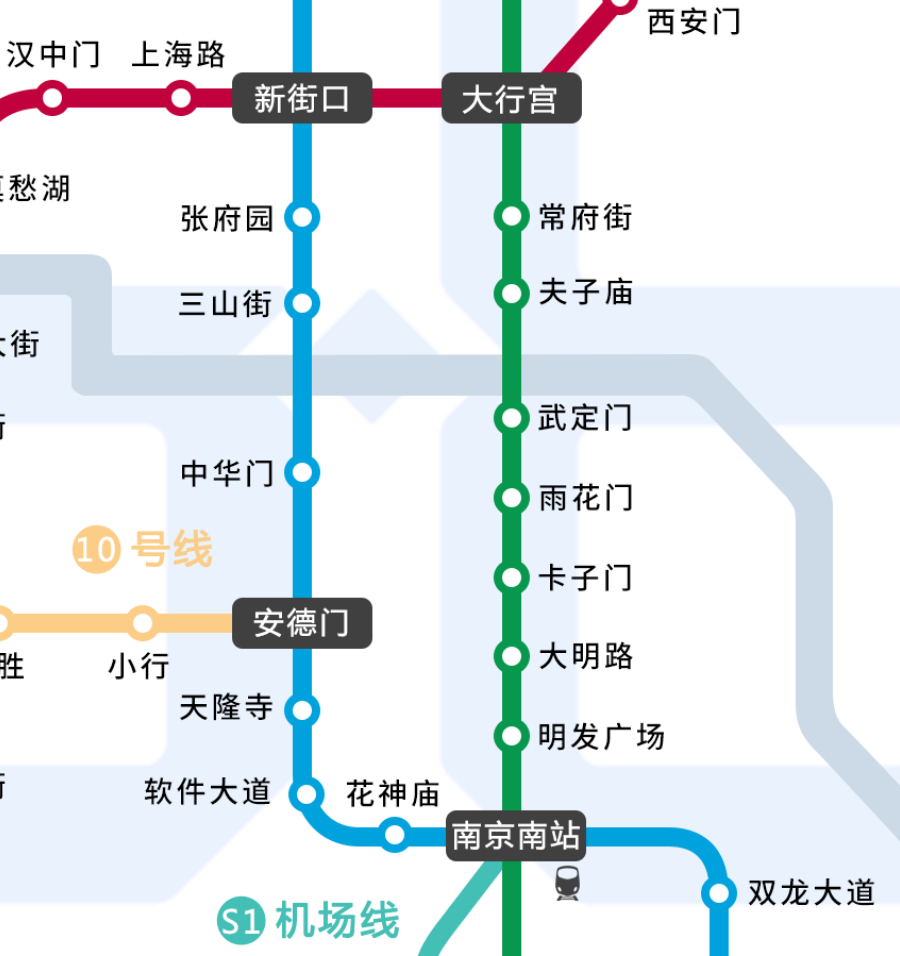 西安门
汉中门
上海路
新街口
大行宫
愁湖
张府园
常府街
三山街
夫子庙
街
武定门
中华门
雨花门
10 号线
卡子门
安德门
胜
小行
大明路
天隆寺
明发广场
软件大道
花神庙
南京南站
双龙大道
S1 机场线